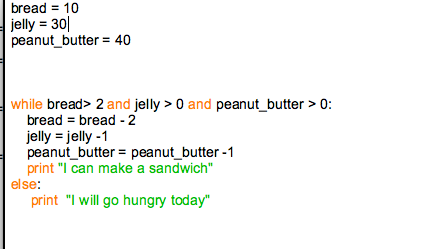 bread = 10
jelly = 30
peanut_butter = 40
while bread> 2 and jelly > 0 and peanut_butter > 0:
bread = bread - 2
jelly = jelly -1
peanut_butter = peanut_butter -1
print "I can make a sandwich"
else:
print "I will go hungry today"